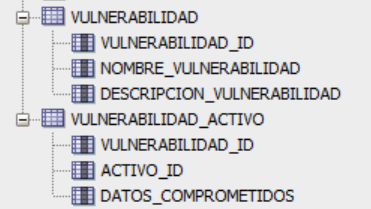 VULNERABILIDAD
VULNERABILIDAD_ID
NOMBRE_VULNERABILIDAD
DESCRIPCION_VULNERABILIDAD
VULNERABILIDAD_ACTIVO
VULNERABILIDAD_ID
ACTIVO_ID
DATOS_COMPROMETIDOS